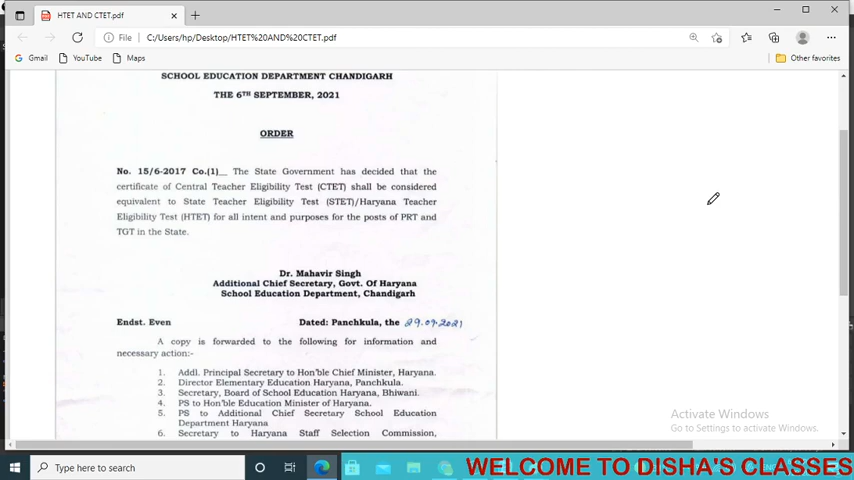 HTET AND CTET.pdf
File C:/Users/hp/Desktop/HTET%20AND%20CTET.pdf
Gmail YouTube Maps Other favorites
SCHOOL EDUCATION DEPARTMENT CHANDIGARH
THE 6TH SEPTEMBER, 2021
ORDER
No. 15/6-2017 Co.(1)__ The State Government has decided that the
certificate of Central Teacher Eligibility Test (CTET) shall be considered
equivalent to State Teacher Eligibility Test (STET)/Haryana Teacher
Eligibility Test (HTET) for all intent and purposes for the posts of PRT and
TGT in the State.
Dr. Mahavir Singh
Additional Chief Secretary, Govt. Of Haryana
School Education Department, Chandigarh
Endst. Even Dated: Panchkula, the 29.09.2021
A copy is forwarded to the following for information and
necessary action:-
1. Addl. Principal Secretary to Hon'ble Chief Minister, Haryana.
2. Director Elementary Education Haryana, Panchkula.
3. Secretary, Board of School Education Haryana, Bhiwani.
4. PS to Hon'ble Education Minister of Haryana.
5. PS to Additional Chief Secretary School Education
Department Haryana
6. Secretary to Haryana Staff Selection Commission,
Activate Windows
Go to Settings to activate Windows.
Type here to search
WELCOME TO DISHA'S CLASSES